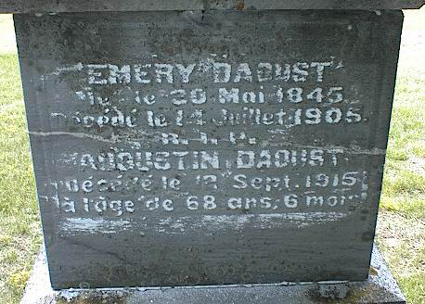 EMERY DAOUST
Né le 20 Mai 1845
Décédé le 14 Juillet, 1905.
R. I. P.
AUGUSTIN DAOUST
Décédé le 12 Sept. 1915
à l'âge de 68 ans, 6 mois